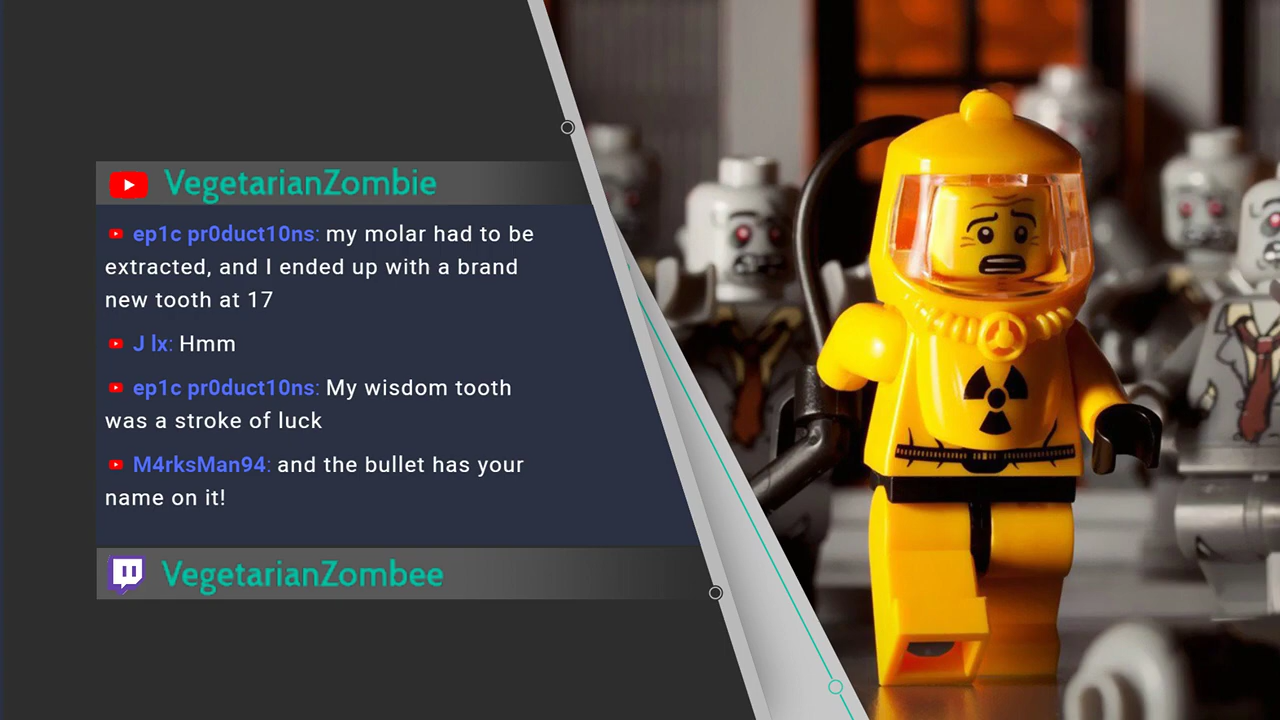 VegetarianZombie
ep1c pr0duct10ns: my molar had to be
extracted, and I ended up with a brand
new tooth at 17
J lx: Hmm
ep1c pr0duct10ns: My wisdom tooth
was a stroke of luck
M4rksMan94: and the bullet has your
name on it!
VegetarianZombee